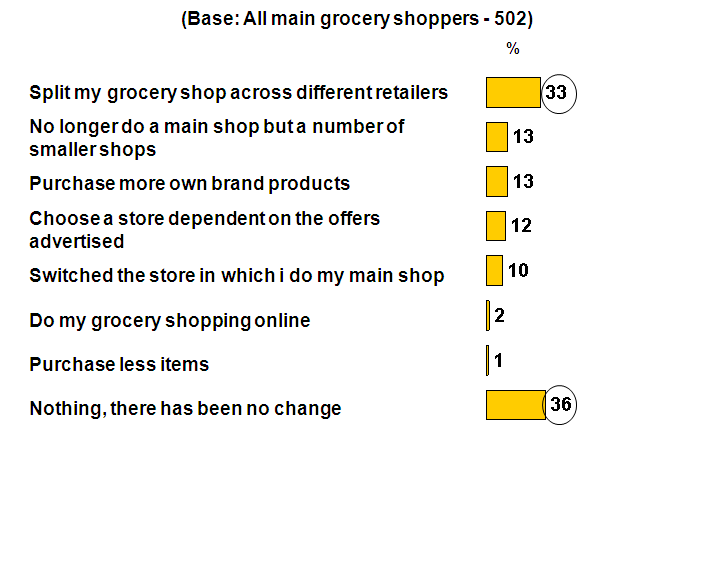 (Base: All main grocery shoppers - 502)
%
Split my grocery shop across different retailers 33
No longer do a main shop but a number of
smaller shops 13
Purchase more own brand products 13
Choose a store dependent on the offers
advertised 12
Switched the store in which i do my main shop 10
Do my grocery shopping online 2
Purchase less items 1
Nothing, there has been no change 36